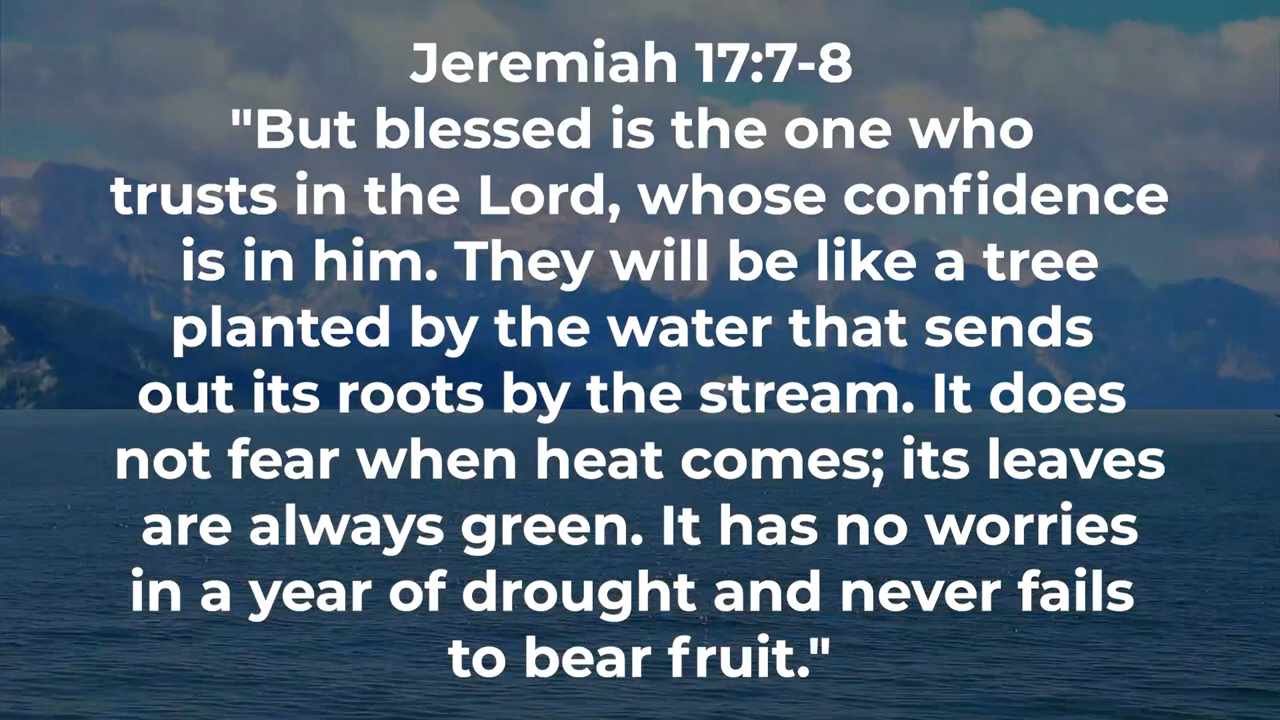 Jeremiah 17:7-8
"But blessed is the one who
trusts in the Lord, whose confidence
is in him. They will be like a tree
planted by the water that sends
out its roots by the stream. It does
not fear when heat comes; its leaves
are always green. It has no worries
in a year of drought and never fails
to bear fruit."